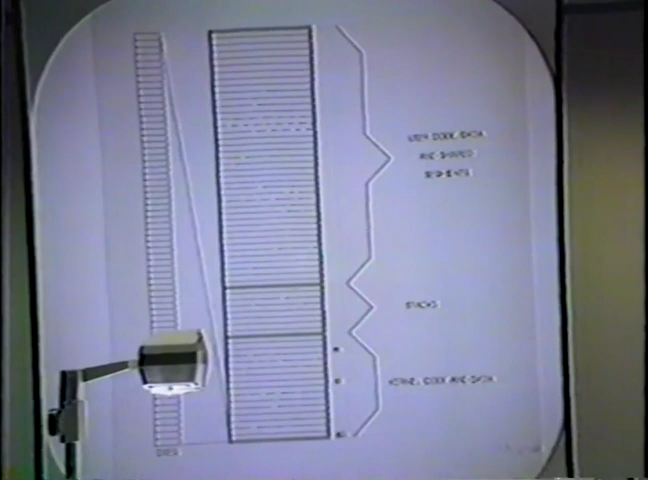 USER CODE/DATA
AND SHARED
SEGMENTS
STACKS
KERNEL CODE AND DATA